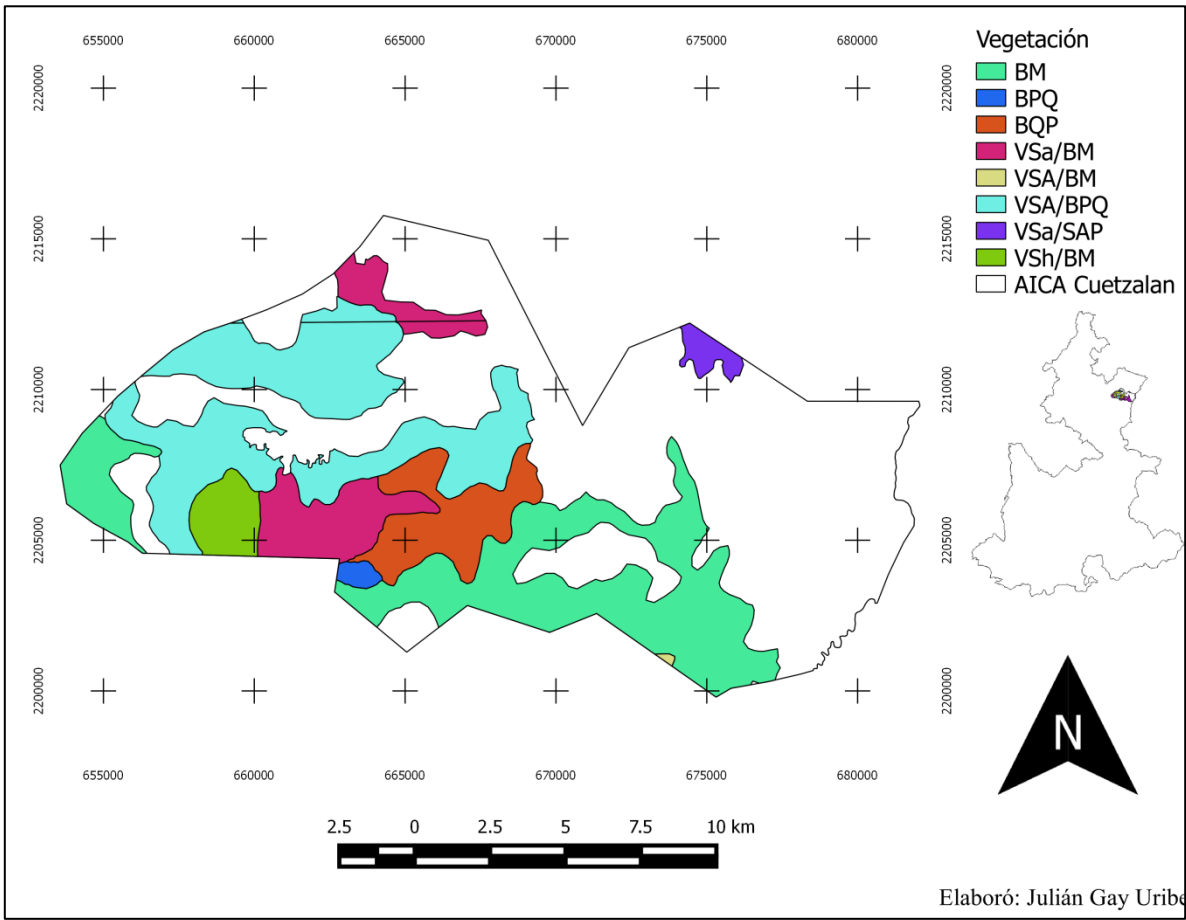 655000 660000 665000 670000 675000 680000
2220000 2220000
2215000 2215000
2210000 2210000
2205000 2205000
2200000 2200000
655000 660000 665000 670000 675000 680000
Vegetación
BM
BPQ
BQP
VSa/BM
VSA/BM
VSA/BPQ
VSa/SAP
VSh/BM
AICA Cuetzalan
N
2.5 0 2.5 5 7.5 10 km
Elaboró: Julián Gay Uribe